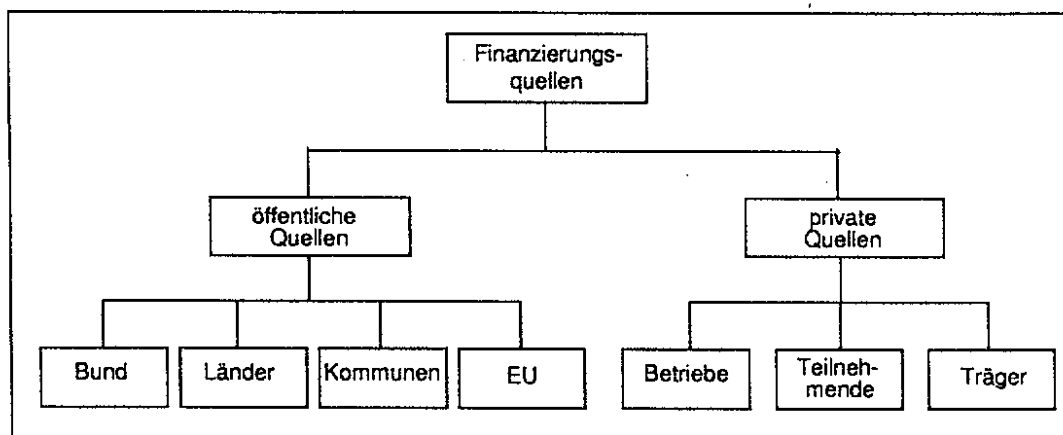 Finanzierungs-
quellen
öffentliche
Quellen
private
Quellen
Bund
Länder
Kommunen
EU
Betriebe
Teilneh-
mende
Träger